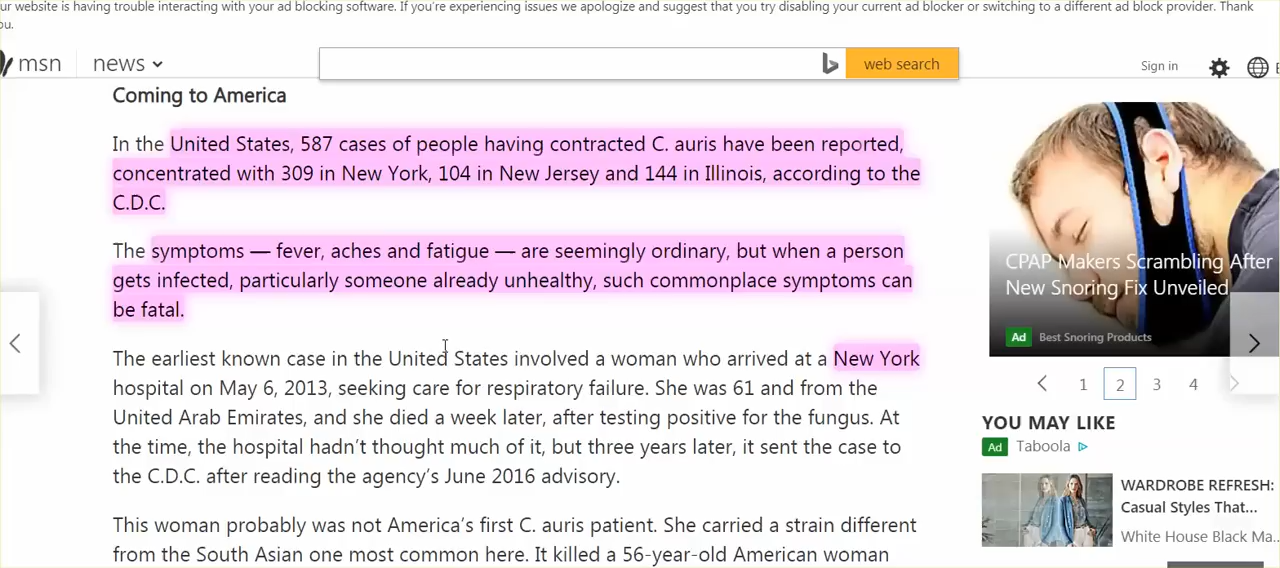 ur website is having trouble interacting with your ad blocking software. If you're experiencing issues we apologize and suggest that you try disabling your current ad blocker or switching to a different ad block provider. Thank
ou.
msn
news
web search
Sign in
Coming to America
In the United States, 587 cases of people having contracted C. auris have been reported,
concentrated with 309 in New York, 104 in New Jersey and 144 in Illinois, according to the
C.D.C.
The symptoms — fever, aches and fatigue — are seemingly ordinary, but when a person
gets infected, particularly someone already unhealthy, such commonplace symptoms can
be fatal.
The earliest known case in the United States involved a woman who arrived at a New York
hospital on May 6, 2013, seeking care for respiratory failure. She was 61 and from the
United Arab Emirates, and she died a week later, after testing positive for the fungus. At
the time, the hospital hadn't thought much of it, but three years later, it sent the case to
the C.D.C. after reading the agency's June 2016 advisory.
This woman probably was not America's first C. auris patient. She carried a strain different
from the South Asian one most common here. It killed a 56-year-old American woman
CPAP Makers Scrambling After
New Snoring Fix Unveiled
Ad Best Snoring Products
1 2 3 4
YOU MAY LIKE
Ad Taboola
WARDROBE REFRESH:
Casual Styles That...
White House Black Ma...